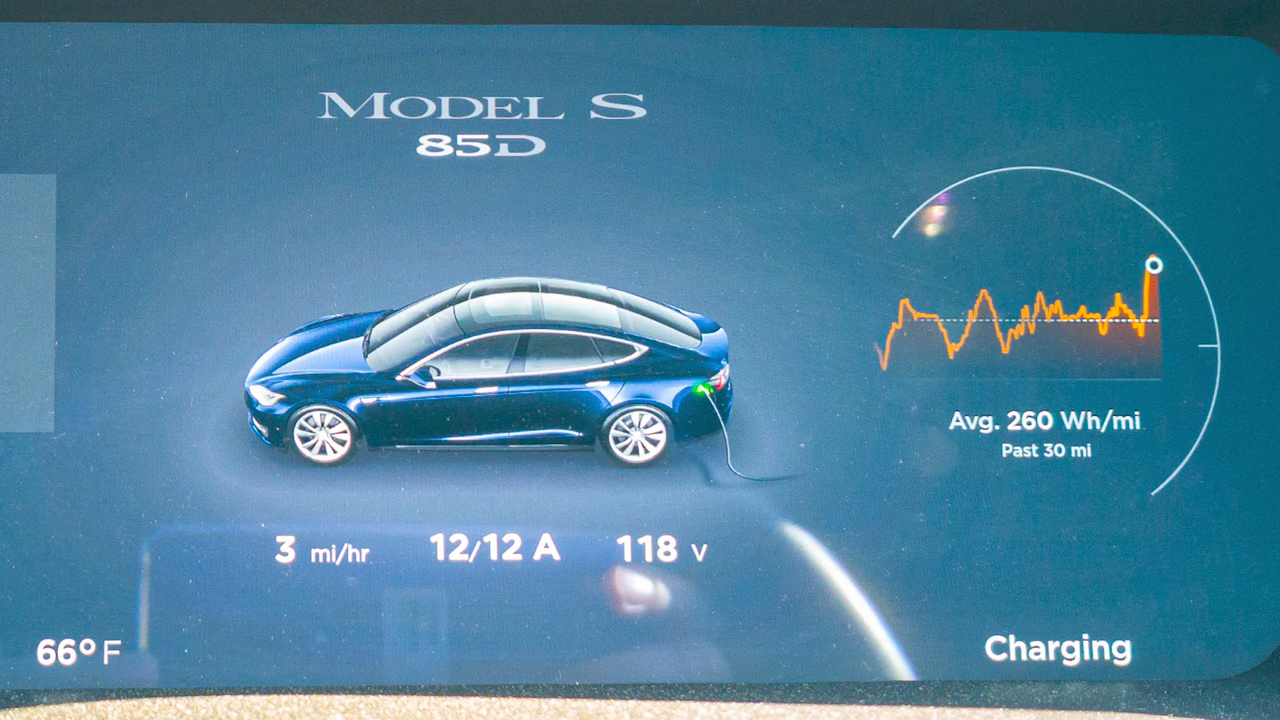 MODEL S
85D
Avg. 260 Wh/mi
Past 30 mi
3 mi/hr 12/12 A 118 V
66° F
Charging